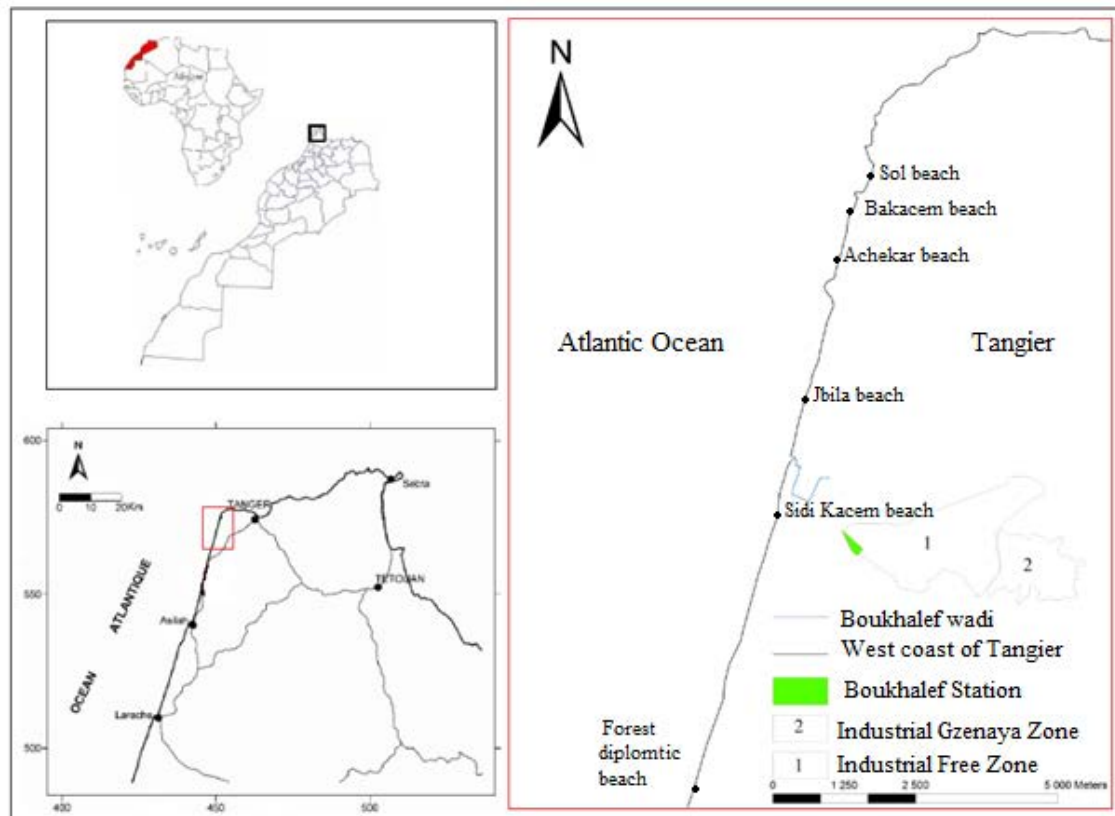 N
Sol beach
Bakacem beach
Achekar beach
Atlantic Ocean
Tangier
J'bila beach
Sidi Kacem beach
1
2
Boukhalef wadi
West coast of Tangier
Boukhalef Station
2 Industrial Gzenaya Zone
1 Industrial Free Zone
Forest
diplomtic
beach
0 1 250 2 500 5 000 Meters
600
N
0 10 20Km
Sebta
TANGER
550
TETOUAN
OCEAN ATLANTIQUE
Asilah
Larache
500
400 450 500